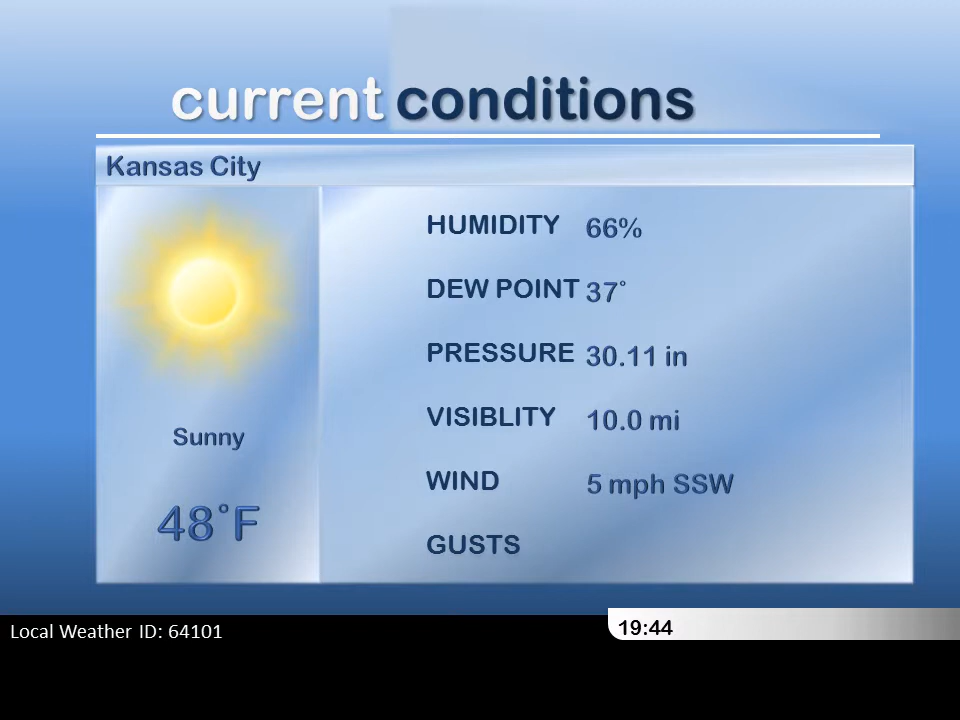 current conditions
Kansas City
HUMIDITY 66%
DEW POINT 37°
PRESSURE 30.11 in
VISIBLITY 10.0 mi
WIND 5 mph SSW
GUSTS
Sunny
48°F
Local Weather ID: 64101
19:44